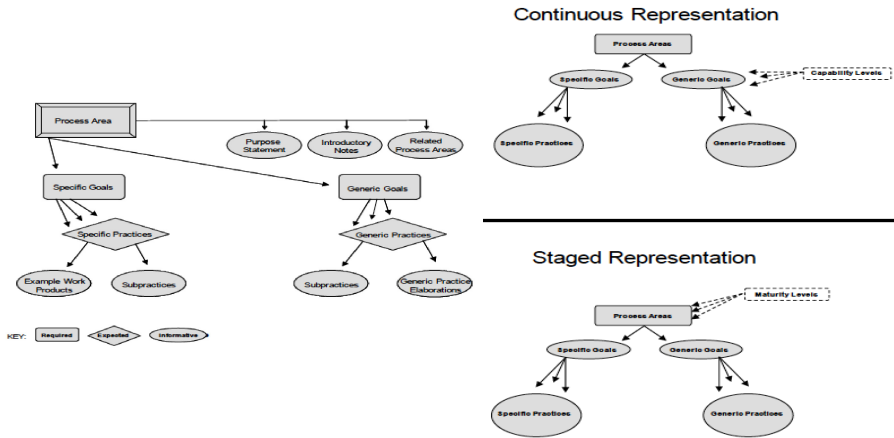 Process Area
Purpose
Statement
Introductory
Notes
Related
Process Areas
Specific Goals
Generic Goals
Specific Practices
Generic Practices
Example Work
Products
Subpractices
Subpractices
Generic Practice
Elaborations
KEY:
Required
Expected
Informative
Continuous Representation
Process Areas
Specific Goals
Generic Goals
Capability Levels
Specific Practices
Generic Practices
Staged Representation
Maturity Levels
Process Areas
Specific Goals
Generic Goals
Specific Practices
Generic Practices